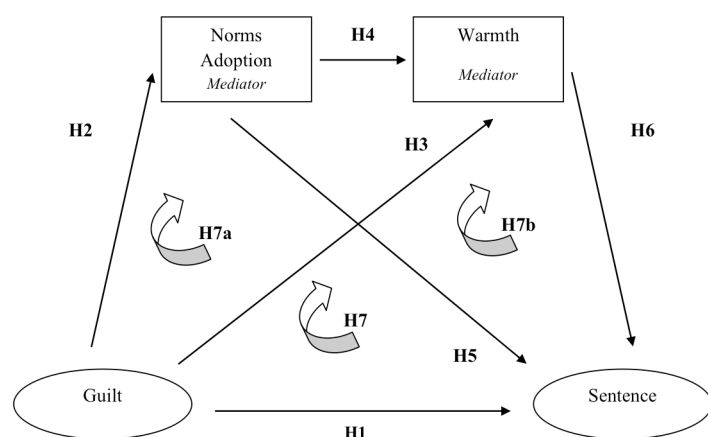 Norms
Adoption
Mediator
H4
Warmth
Mediator
H2
H3
H6
H7a
H7b
H7
H5
Guilt
Sentence
H1